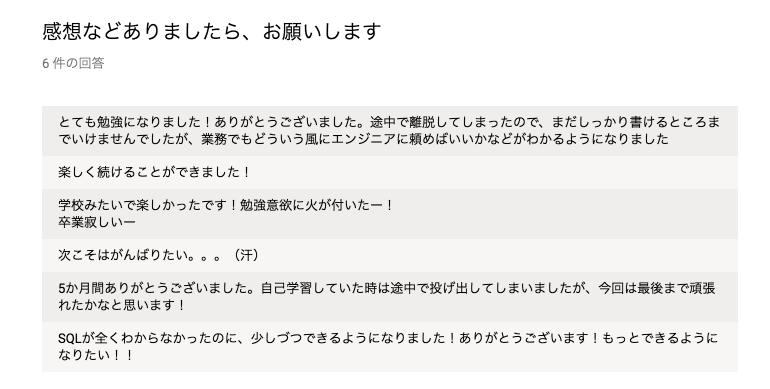 感想などありましたら、お願いします
6 件の回答
とても勉強になりました！ありがとうございました。途中で離脱してしまったので、まだしっかり書けるところま
でいけませんでしたが、業務でもどういう風にエンジニアに頼めばいいかなどがわかるようになりました
楽しく続けることができました！
学校みたいで楽しかったです！勉強意欲に火が付いたー！
卒業寂しいー
次こそはがんばりたい。。。（汗）
5か月間ありがとうございました。自己学習していた時は途中で投げ出してしまいましたが、今回は最後まで頑張
れたかなと思います！
SQLが全くわからなかったのに、少しづつできるようになりました！ありがとうございます！もっとできるように
なりたい！！